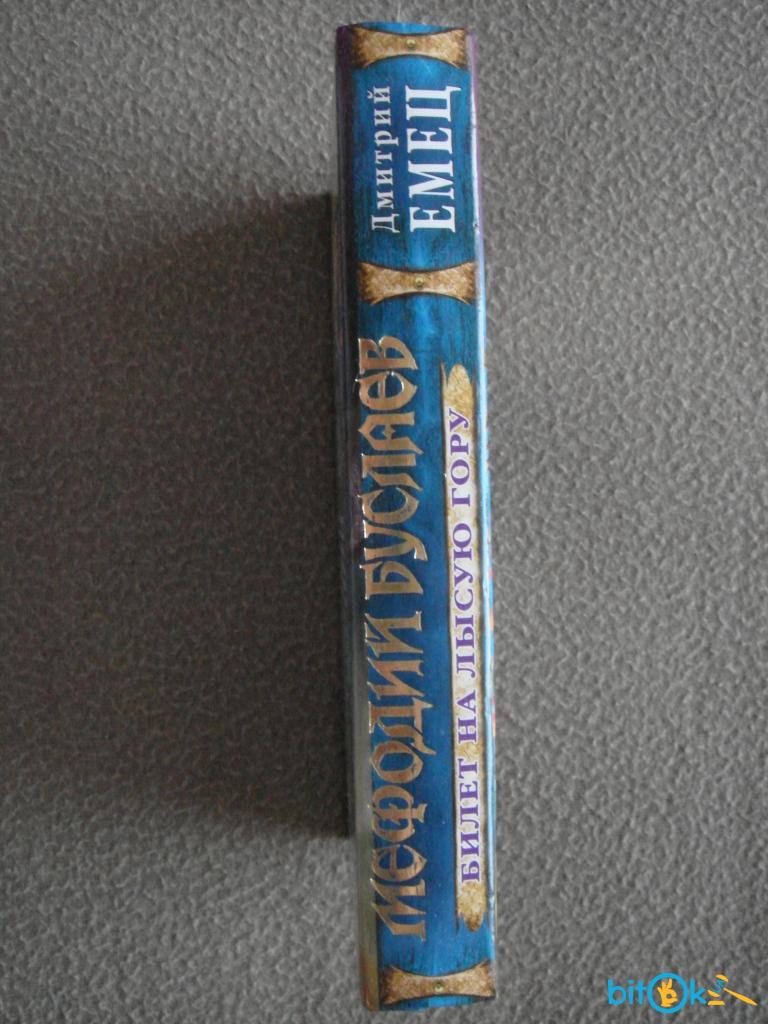 Дмитрий
ЕМЕЦ
МЕФОДИЙ БУСЛАЕВ
БИЛЕТ НА ЛЫСУЮ ГОРУ
bitOk